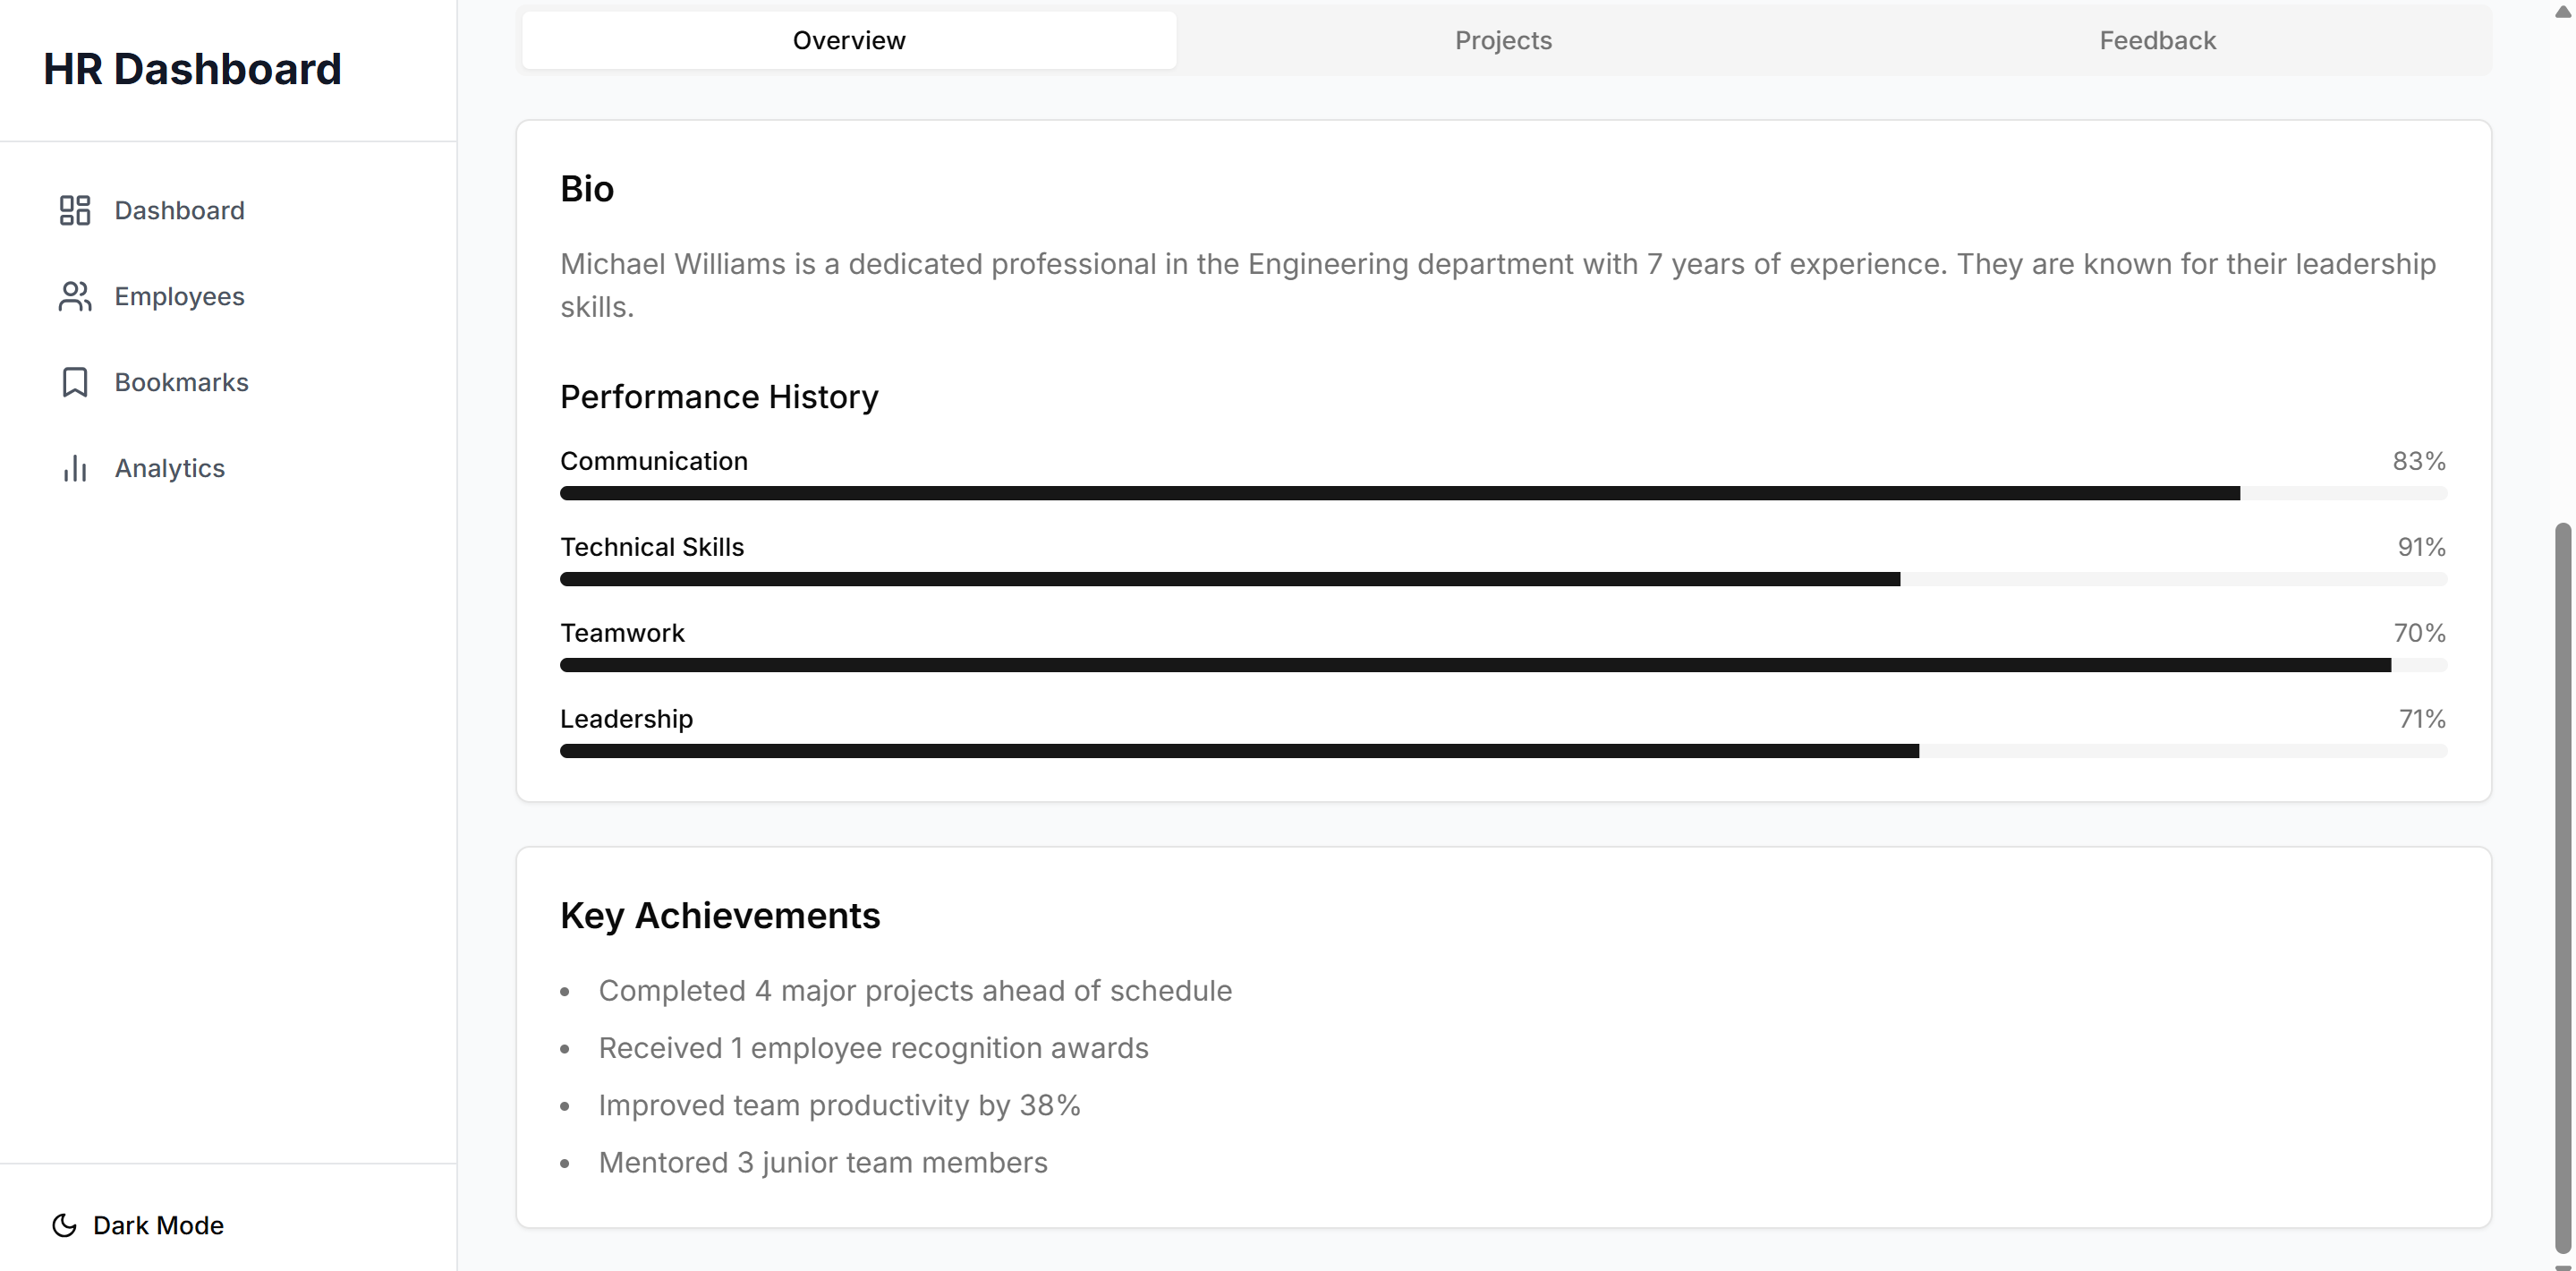 HR Dashboard
Dashboard
Employees
Bookmarks
Analytics
Dark Mode
Overview
Projects
Feedback
Bio
Michael Williams is a dedicated professional in the Engineering department with 7 years of experience. They are known for their leadership
skills.
Performance History
Communication 83%
Technical Skills 91%
Teamwork 70%
Leadership 71%
Key Achievements
• Completed 4 major projects ahead of schedule
• Received 1 employee recognition awards
• Improved team productivity by 38%
• Mentored 3 junior team members